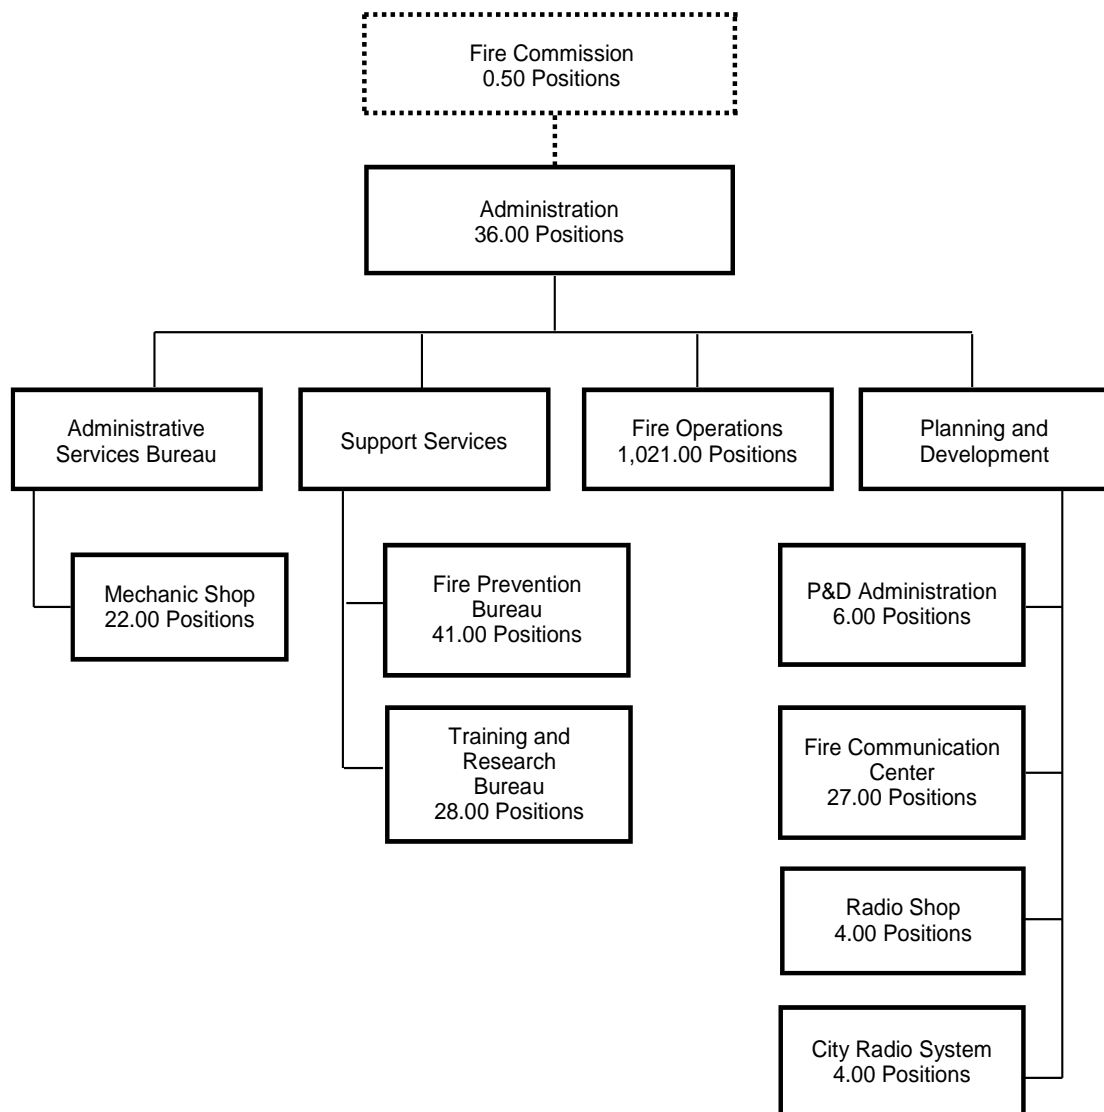 Fire Commission
0.50 Positions
Administration
36.00 Positions
Administrative
Services Bureau
Support Services
Fire Operations
1,021.00 Positions
Planning and
Development
Mechanic Shop
22.00 Positions
Fire Prevention
Bureau
41.00 Positions
P&D Administration
6.00 Positions
Training and
Research
Bureau
28.00 Positions
Fire Communication
Center
27.00 Positions
Radio Shop
4.00 Positions
City Radio System
4.00 Positions